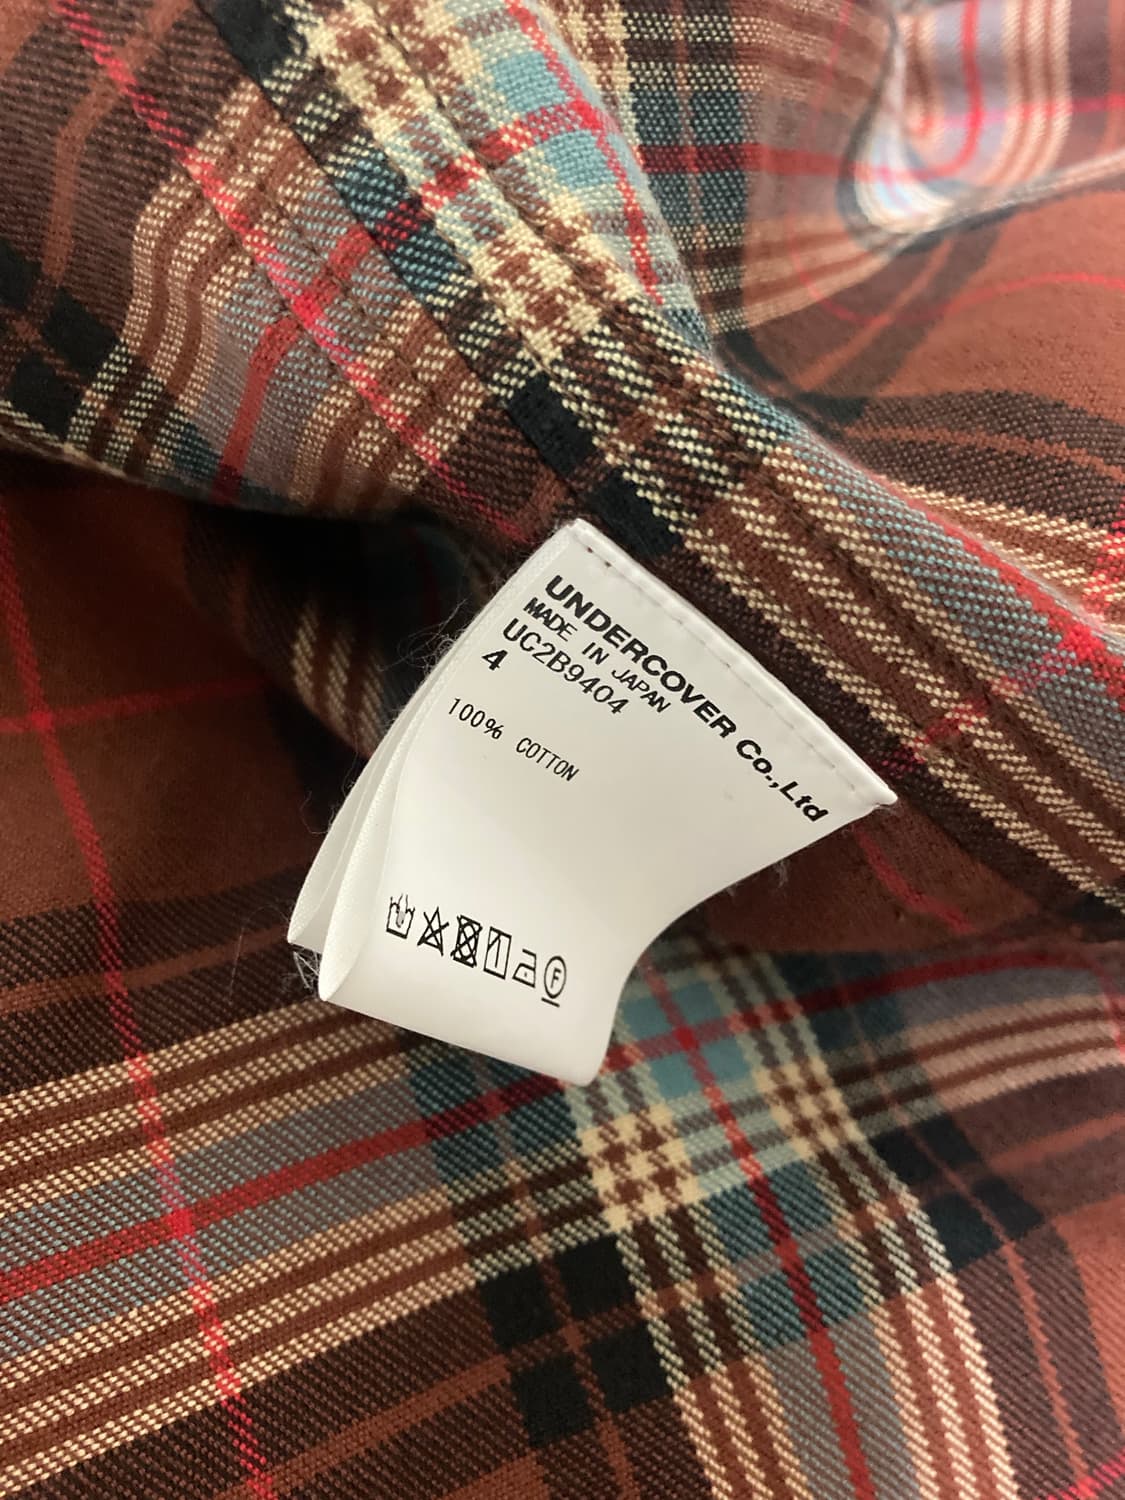 UNDERCOVER Co.,Ltd
MADE IN JAPAN
UC2B9404
4
100% COTTON
F